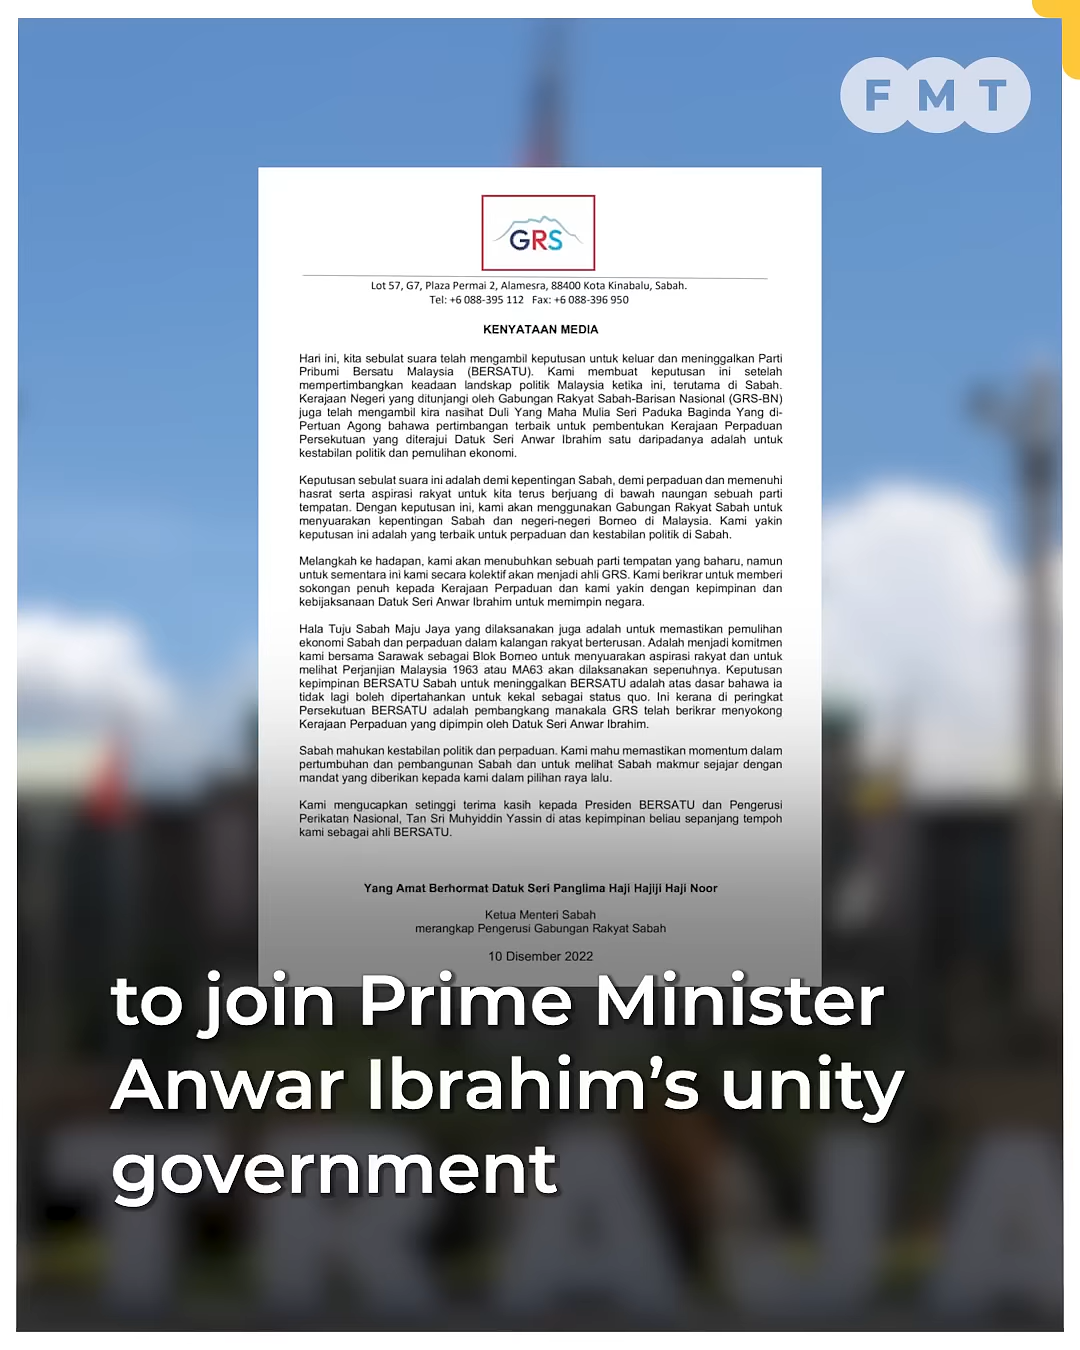 FMT
GRS
Lot 57, G7, Plaza Permai 2, Alamesra, 88400 Kota Kinabalu, Sabah.
Tel: +6 088-395 112 Fax: +6 088-396 950
KENYATAAN MEDIA
Hari ini, kita sebulat suara telah mengambil keputusan untuk keluar dan meninggalkan Parti
Pribumi Bersatu Malaysia (BERSATU). Kami membuat keputusan ini setelah
mempertimbangkan keadaan landskap politik Malaysia ketika ini, terutama di Sabah.
Kerajaan Negeri yang ditunjangi oleh Gabungan Rakyat Sabah-Barisan Nasional (GRS-BN)
juga telah mengambil kira nasihat Duli Yang Maha Mulia Seri Paduka Baginda Yang di-
Pertuan Agong bahawa pertimbangan terbaik untuk pembentukan Kerajaan Perpaduan
Persekutuan yang diterajui Datuk Seri Anwar Ibrahim satu daripadanya adalah untuk
kestabilan politik dan pemulihan ekonomi.
Keputusan sebulat suara ini adalah demi kepentingan Sabah, demi perpaduan dan memenuhi
hasrat serta aspirasi rakyat untuk kita terus berjuang di bawah naungan sebuah parti
tempatan. Dengan keputusan ini, kami akan menggunakan Gabungan Rakyat Sabah untuk
menyuarakan kepentingan Sabah dan negeri-negeri Borneo di Malaysia. Kami yakin
keputusan ini adalah yang terbaik untuk perpaduan dan kestabilan politik di Sabah.
Melangkah ke hadapan, kami akan menubuhkan sebuah parti tempatan yang baharu, namun
untuk sementara ini kami secara kolektif akan menjadi ahli GRS. Kami berikrar untuk memberi
sokongan penuh kepada Kerajaan Perpaduan dan kami yakin dengan kepimpinan dan
kebijaksanaan Datuk Seri Anwar Ibrahim untuk memimpin negara.
Hala Tuju Sabah Maju Jaya yang dilaksanakan juga adalah untuk memastikan pemulihan
ekonomi Sabah dan perpaduan dalam kalangan rakyat berterusan. Adalah menjadi komitmen
kami bersama Sarawak sebagai Blok Borneo untuk menyuarakan aspirasi rakyat dan untuk
melihat Perjanjian Malaysia 1963 atau MA63 akan dilaksanakan sepenuhnya. Keputusan
kepimpinan BERSATU Sabah untuk meninggalkan BERSATU adalah atas dasar bahawa ia
tidak lagi boleh dipertahankan untuk kekal sebagai status quo. Ini kerana di peringkat
Persekutuan BERSATU adalah pembangkang manakala GRS telah berikrar menyokong
Kerajaan Perpaduan yang dipimpin oleh Datuk Seri Anwar Ibrahim.
Sabah mahukan kestabilan politik dan perpaduan. Kami mahu memastikan momentum dalam
pertumbuhan dan pembangunan Sabah dan untuk melihat Sabah makmur sejajar dengan
mandat yang diberikan kepada kami dalam pilihan raya lalu.
Kami mengucapkan setinggi terima kasih kepada Presiden BERSATU dan Pengerusi
Perikatan Nasional, Tan Sri Muhyiddin Yassin di atas kepimpinan beliau sepanjang tempoh
kami sebagai ahli BERSATU.
Yang Amat Berhormat Datuk Seri Panglima Haji Hajiji Haji Noor
Ketua Menteri Sabah
merangkap Pengerusi Gabungan Rakyat Sabah
10 Disember 2022
to join Prime Minister
Anwar Ibrahim’s unity
government
TRAJA